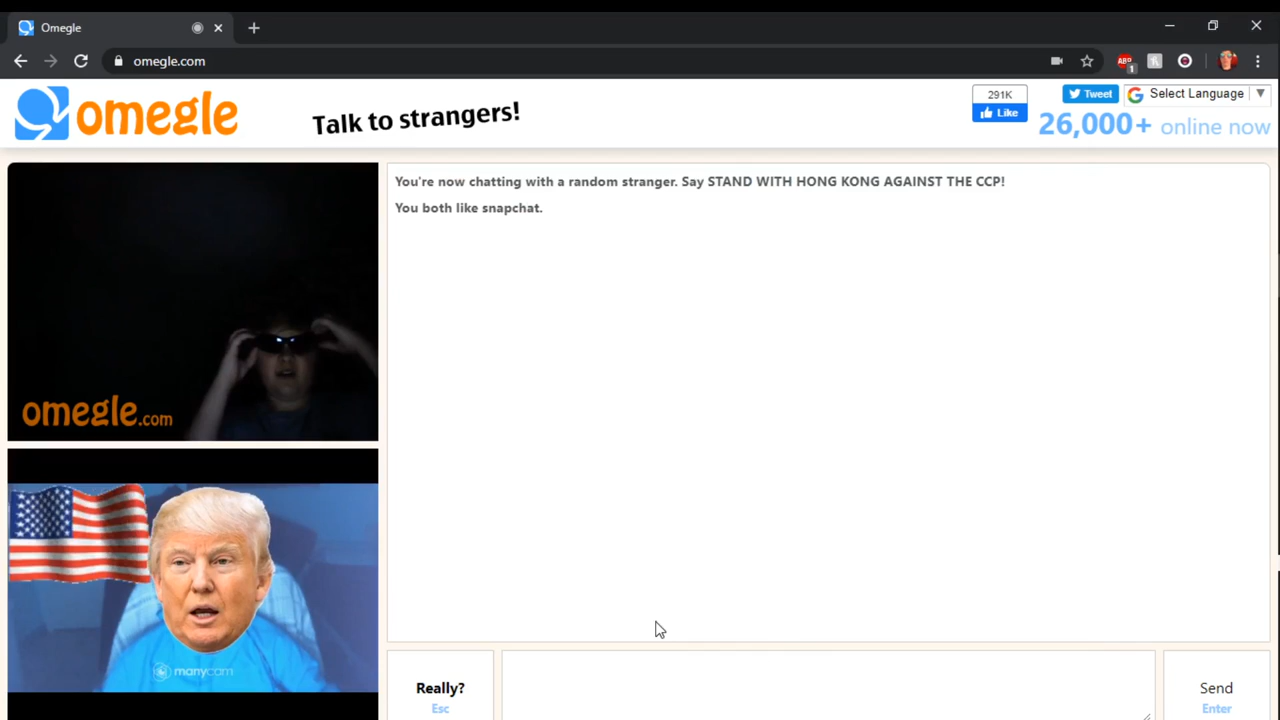 Omegle
omegle.com
ABP
1
omegle
Talk to strangers!
291K
Like
Tweet
Select Language
26,000+ online now
You're now chatting with a random stranger. Say STAND WITH HONG KONG AGAINST THE CCP!
You both like snapchat.
omegle.com
manycam
Really?
Esc
Send
Enter